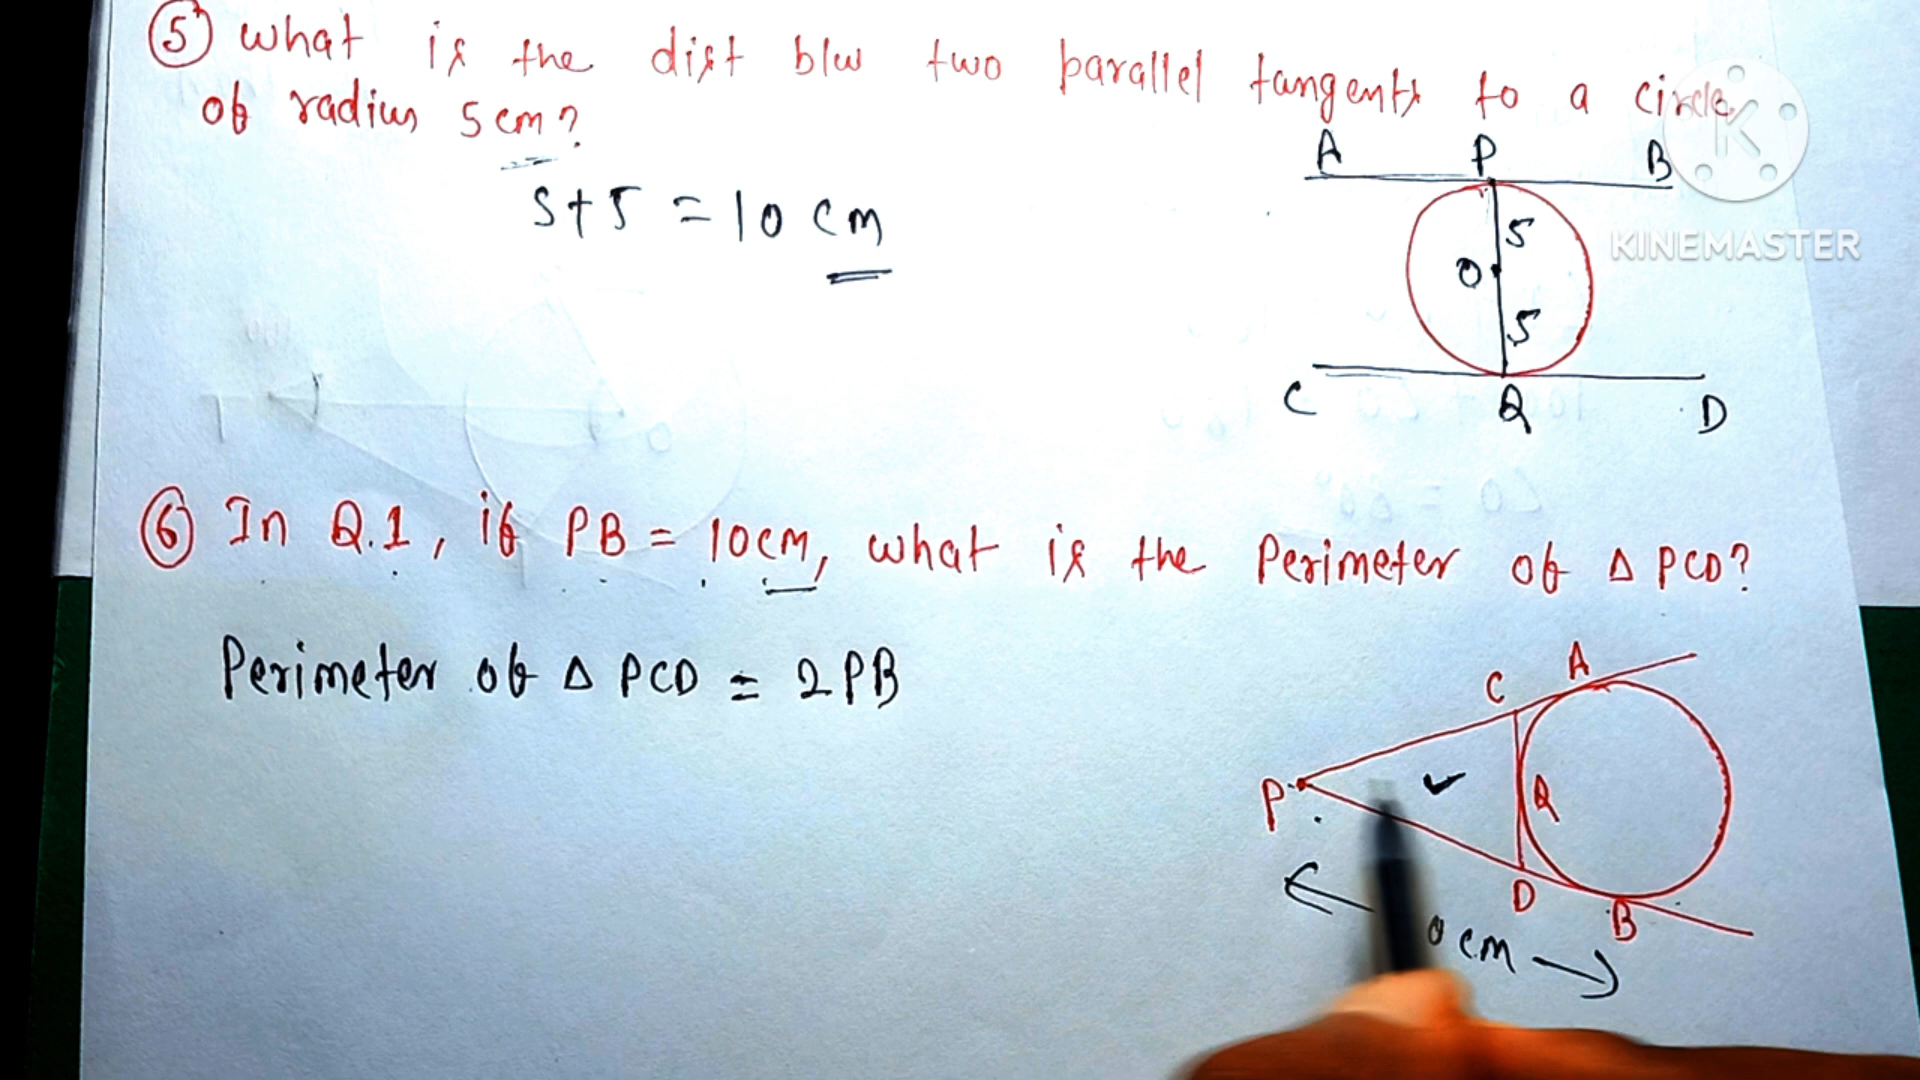 5 What is the dist b/w two parallel tangents to a circle
of radius 5 cm?
5+5 = 10 cm
A P B
5
O
5
C Q D
K
KINEMASTER
6 In Q.1, if PB = 10cm, what is the Perimeter of Δ PCD?
Perimeter of Δ PCD = 2PB
C A
P Q
D B
0 cm